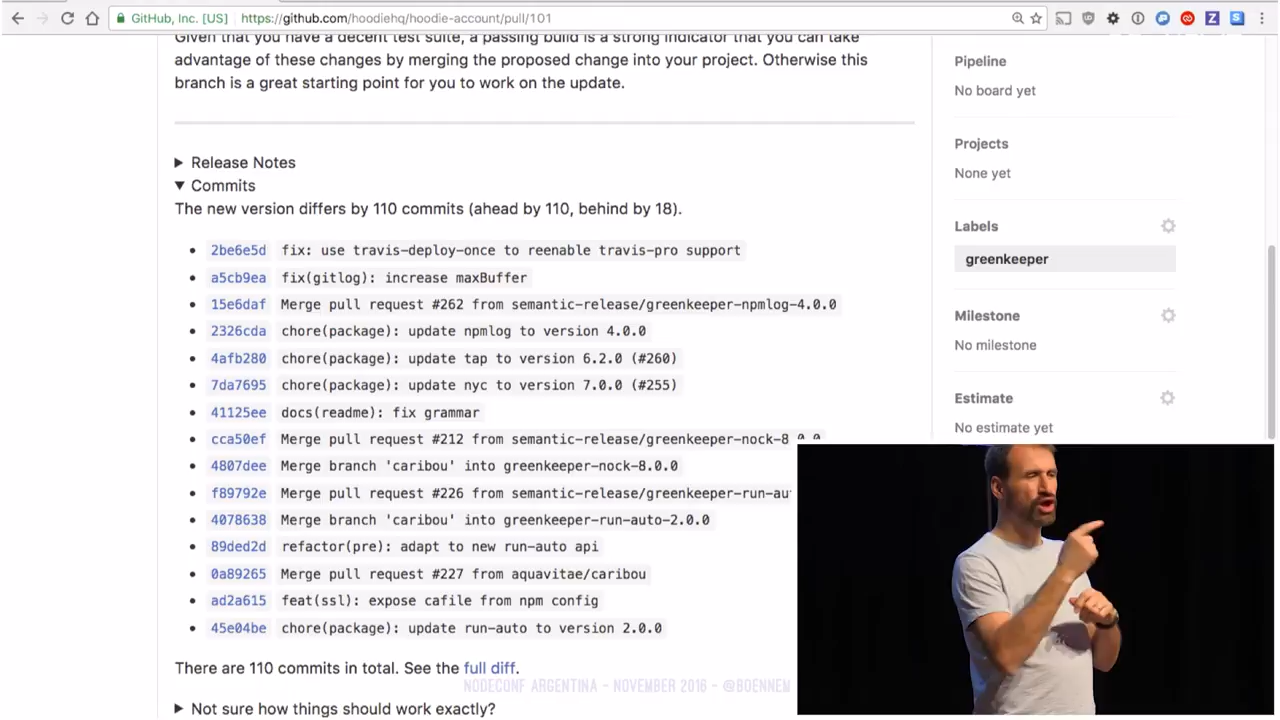 GitHub, Inc. [US]
https://github.com/hoodiehq/hoodie-account/pull/101
Given that you have a decent test suite, a passing build is a strong indicator that you can take
advantage of these changes by merging the proposed change into your project. Otherwise this
branch is a great starting point for you to work on the update.
Release Notes
Commits
The new version differs by 110 commits (ahead by 110, behind by 18).
2be6e5d fix: use travis-deploy-once to reenable travis-pro support
a5cb9ea fix(gitlog): increase maxBuffer
15e6daf Merge pull request #262 from semantic-release/greenkeeper-npmlog-4.0.0
2326cda chore(package): update npmlog to version 4.0.0
4afb280 chore(package): update tap to version 6.2.0 (#260)
7da7695 chore(package): update nyc to version 7.0.0 (#255)
41125ee docs(readme): fix grammar
cca50ef Merge pull request #212 from semantic-release/greenkeeper-nock-8.0.0
4807dee Merge branch 'caribou' into greenkeeper-nock-8.0.0
f89792e Merge pull request #226 from semantic-release/greenkeeper-run-au
4078638 Merge branch 'caribou' into greenkeeper-run-auto-2.0.0
89ded2d refactor(pre): adapt to new run-auto api
0a89265 Merge pull request #227 from aquavitae/caribou
ad2a615 feat(ssl): expose cafile from npm config
45e04be chore(package): update run-auto to version 2.0.0
There are 110 commits in total. See the full diff.
NODECONF ARGENTINA - NOVEMBER 2016 - @BOENNEM
Not sure how things should work exactly?
Pipeline
No board yet
Projects
None yet
Labels
greenkeeper
Milestone
No milestone
Estimate
No estimate yet